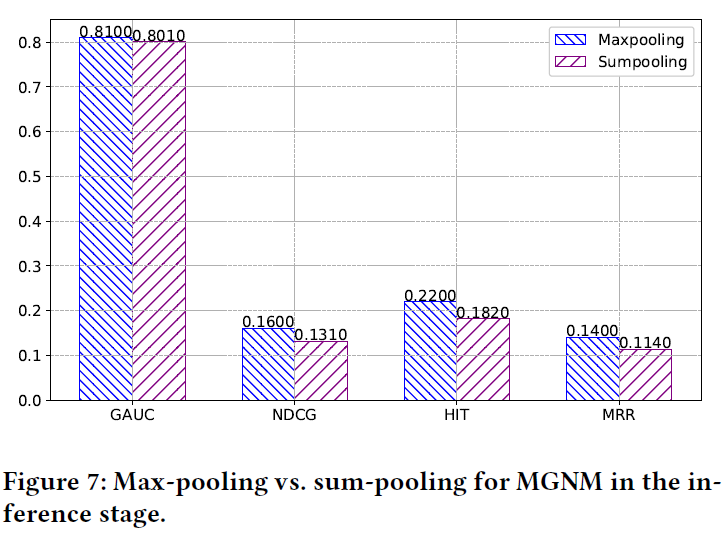 0.8
0.7
0.6
0.5
0.4
0.3
0.2
0.1
0.0
0.8100
0.8010
0.1600
0.1310
0.2200
0.1820
0.1400
0.1140
Maxpooling
Sumpooling
GAUC
NDCG
HIT
MRR
Figure 7: Max-pooling vs. sum-pooling for MGNM in the in-
ference stage.